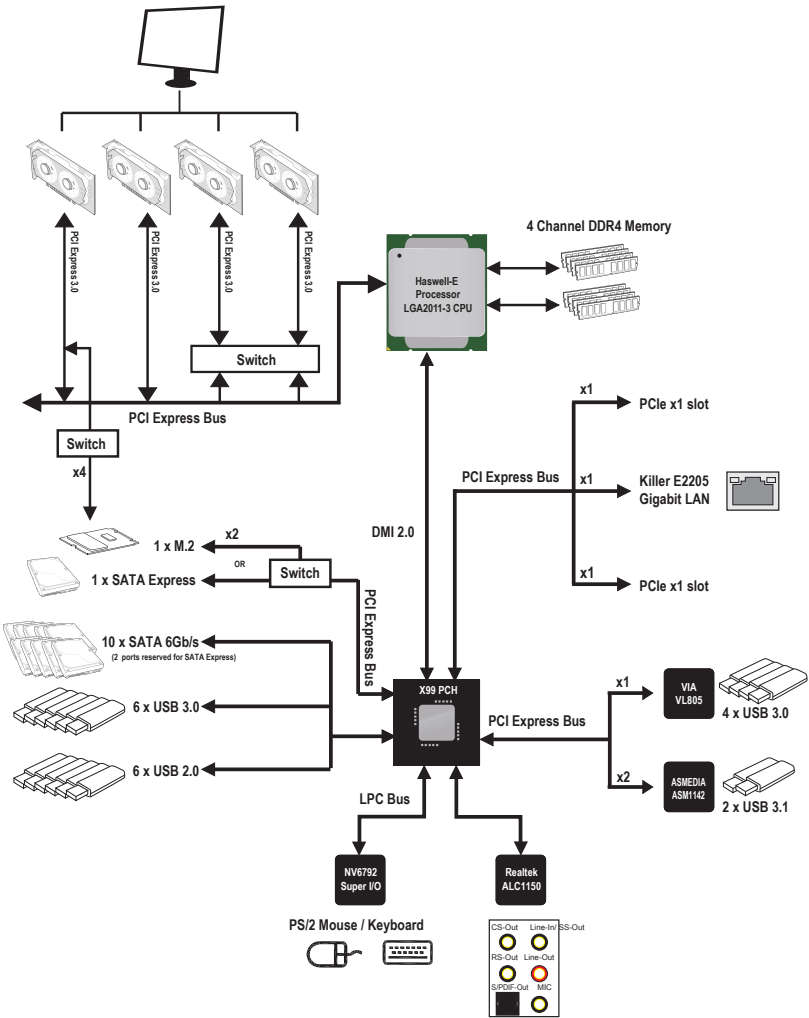 PCI Express 3.0
PCI Express 3.0
PCI Express 3.0
PCI Express 3.0
4 Channel DDR4 Memory
Haswell-E
Processor
LGA2011-3 CPU
Switch
PCI Express Bus
Switch
x4
x1
PCIe x1 slot
PCI Express Bus
x1
Killer E2205
Gigabit LAN
x1
PCIe x1 slot
DMI 2.0
1 x M.2
x2
OR
1 x SATA Express
Switch
PCI Express Bus
10 x SATA 6Gb/s
(2 ports reserved for SATA Express)
6 x USB 3.0
6 x USB 2.0
X99 PCH
PCI Express Bus
x1
VIA
VL805
4 x USB 3.0
x2
ASMEDIA
ASM1142
2 x USB 3.1
LPC Bus
NV6792
Super I/O
Realtek
ALC1150
PS/2 Mouse / Keyboard
CS-Out
Line-In/ SS-Out
RS-Out
Line-Out
S/PDIF-Out
MIC